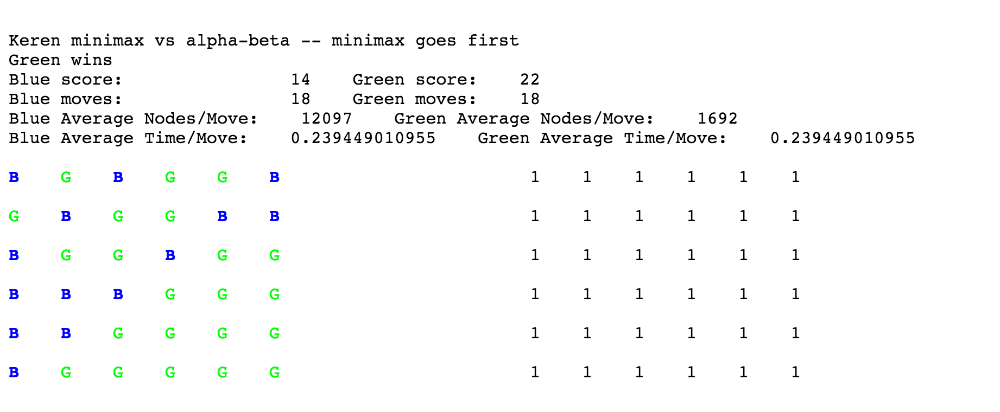 Keren minimax vs alpha-beta -- minimax goes first
Green wins
Blue score: 14 Green score: 22
Blue moves: 18 Green moves: 18
Blue Average Nodes/Move: 12097 Green Average Nodes/Move: 1692
Blue Average Time/Move: 0.239449010955 Green Average Time/Move: 0.239449010955
B G B G G B 1 1 1 1 1 1
G B G G B B 1 1 1 1 1 1
B G G B G G 1 1 1 1 1 1
B B B G G G 1 1 1 1 1 1
B B G G G G 1 1 1 1 1 1
B G G G G G 1 1 1 1 1 1